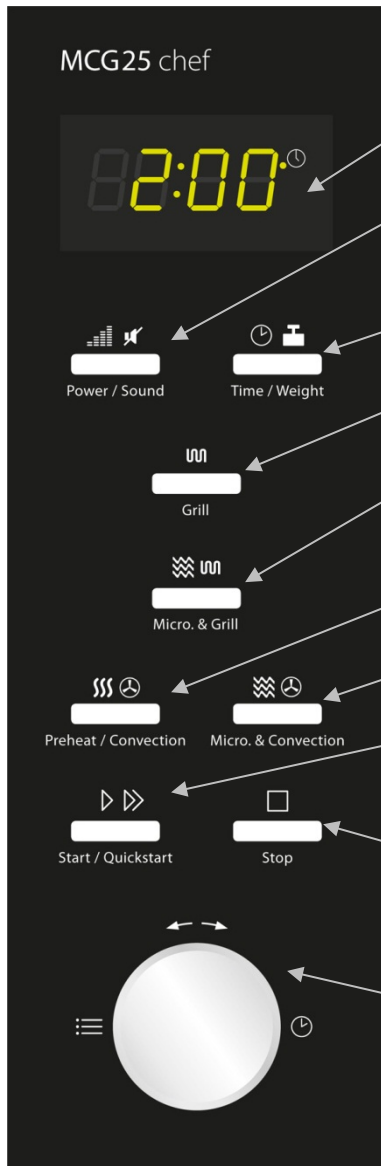 MCG25 chef
2:00
Power / Sound
Time / Weight
Grill
Micro. & Grill
Preheat / Convection
Micro. & Convection
Start / Quickstart
Stop